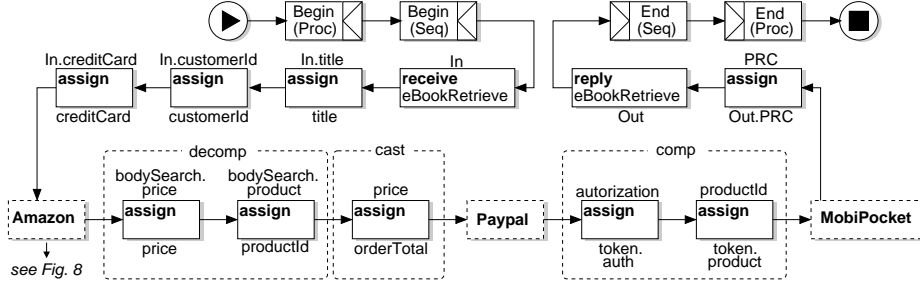 Begin
(Proc)
Begin
(Seq)
End
(Seq)
End
(Proc)
In.creditCard
assign
creditCard
In.customerId
assign
customerId
In.title
assign
title
In
receive
eBookRetrieve
reply
eBookRetrieve
Out
PRC
assign
Out.PRC
decomp
cast
comp
Amazon
see Fig. 8
bodySearch.
price
assign
price
bodySearch.
product
assign
productId
price
assign
orderTotal
Paypal
autorization
assign
token.
auth
productId
assign
token.
product
MobiPocket